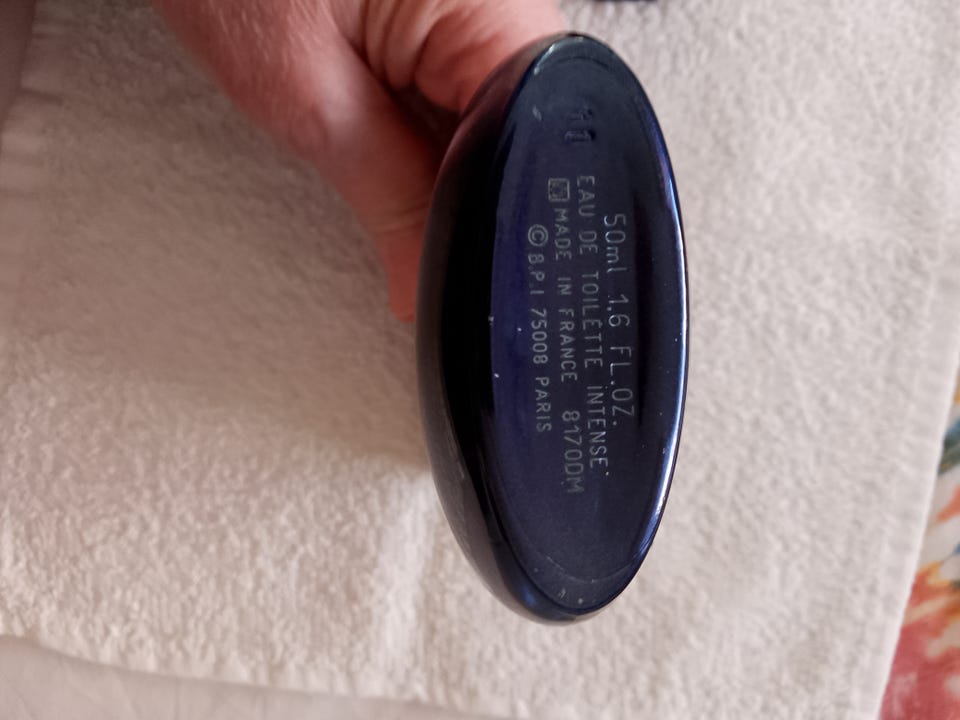 50ml 1.6 FL.OZ.
EAU DE TOILETTE INTENSE
MADE IN FRANCE 8170DM
© B.P.I 75008 PARIS